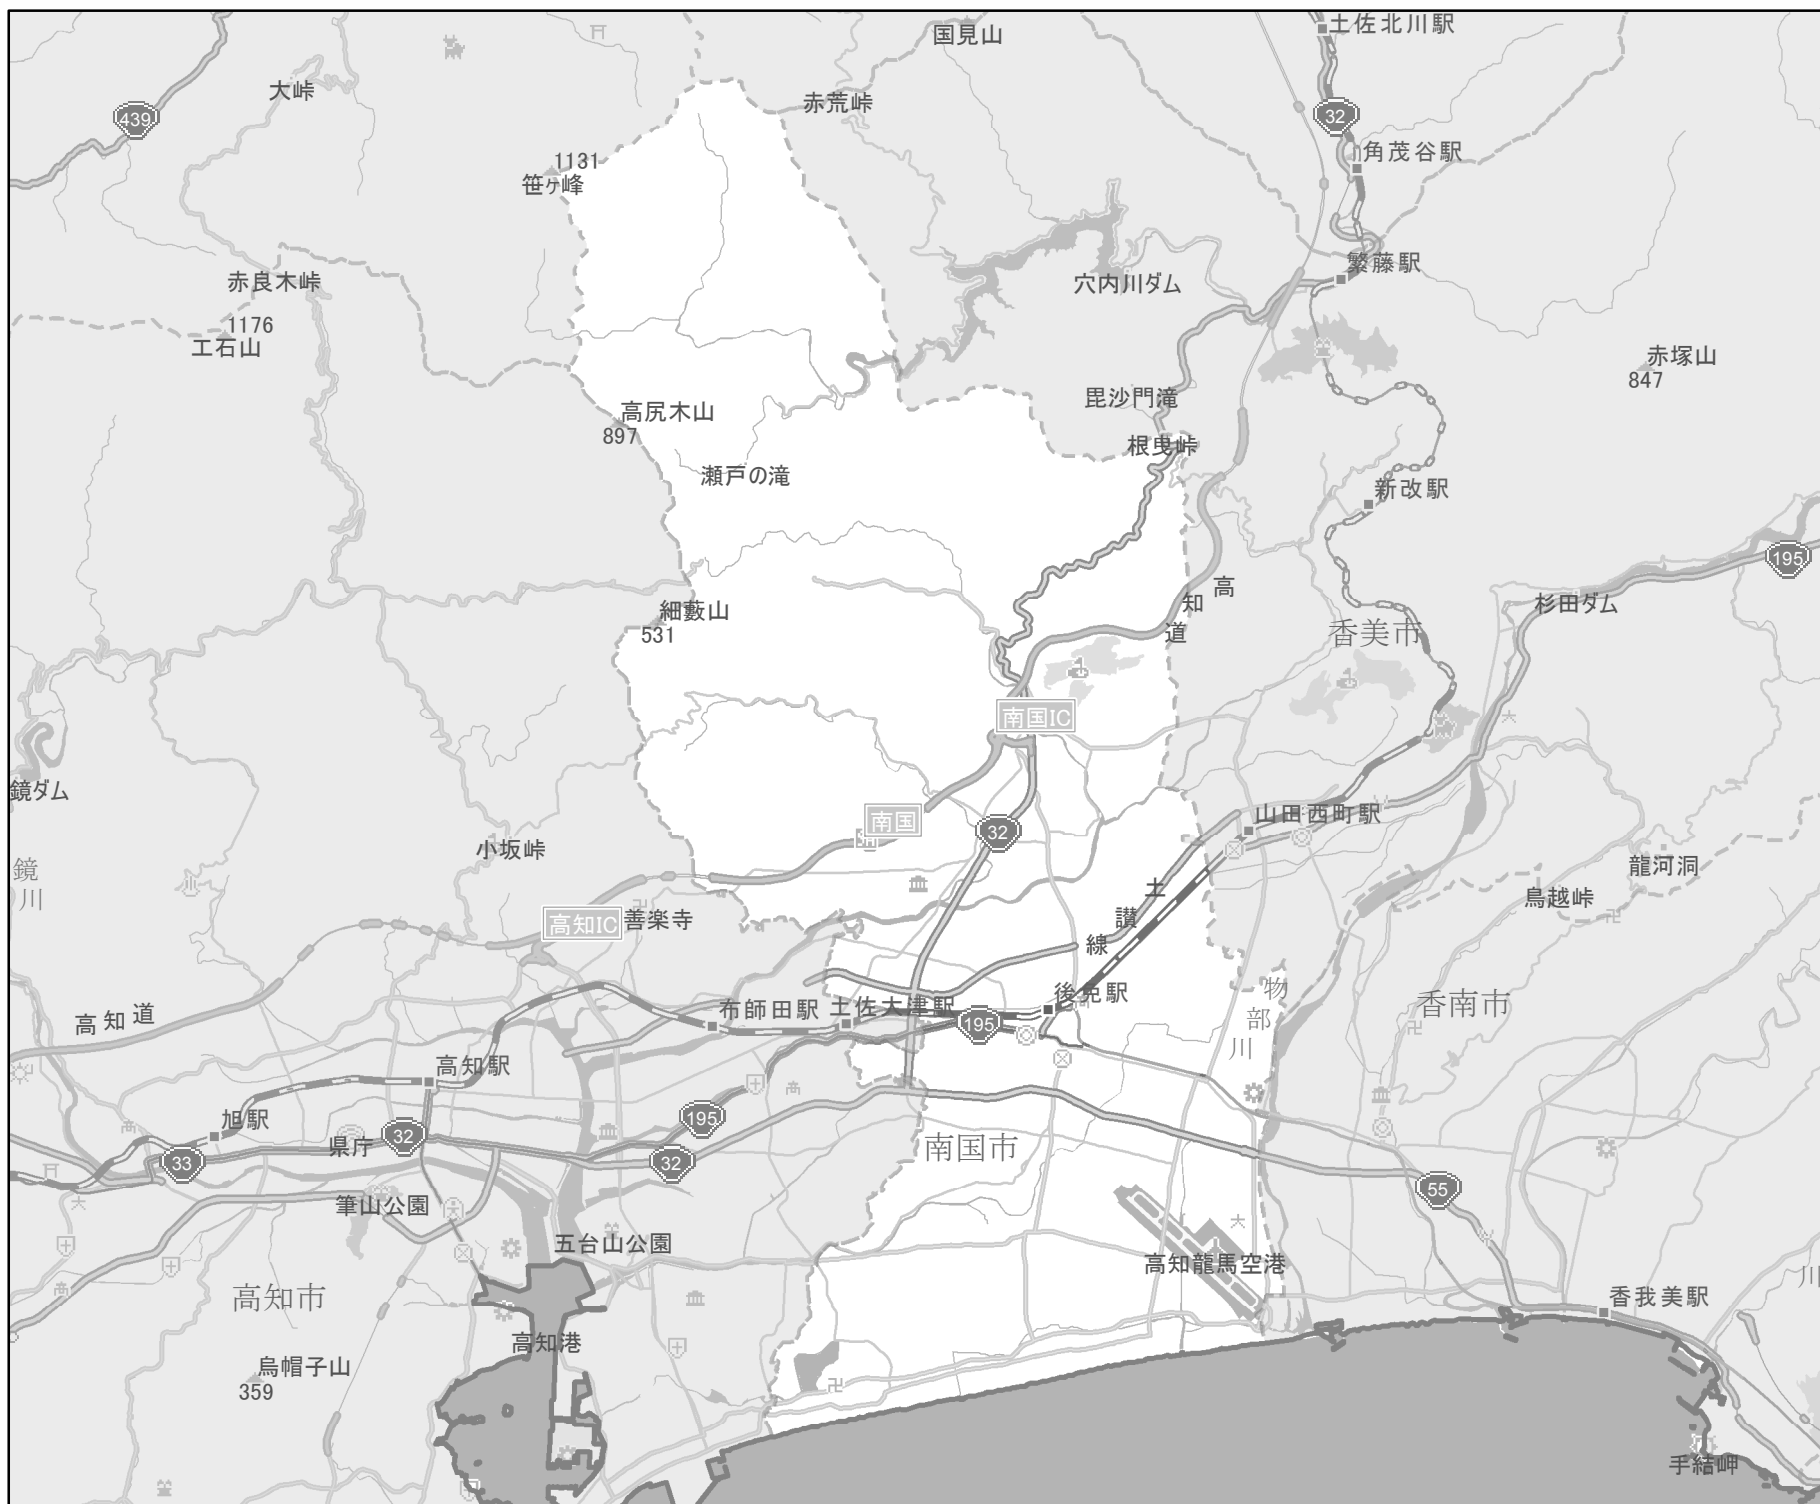 土佐北川駅
国見山
大峠
赤荒峠
439
32
角茂谷駅
1131
笹ヶ峰
繁藤駅
赤良木峠
穴内川ダム
1176
工石山
赤塚山
847
毘沙門滝
高尻木山
897
根曳峠
瀬戸の滝
新改駅
195
高知道
杉田ダム
細藪山
531
香美市
南国IC
鏡ダム
南国
32
山田西町駅
小坂峠
鏡川
龍河洞
土讃線
鳥越峠
高知IC
善楽寺
物部川
後免駅
香南市
高知道
布師田駅
土佐大津駅
195
高知駅
旭駅
195
県庁
32
南国市
33
32
55
筆山公園
五台山公園
高知龍馬空港
川
高知市
香我美駅
高知港
烏帽子山
359
手結岬